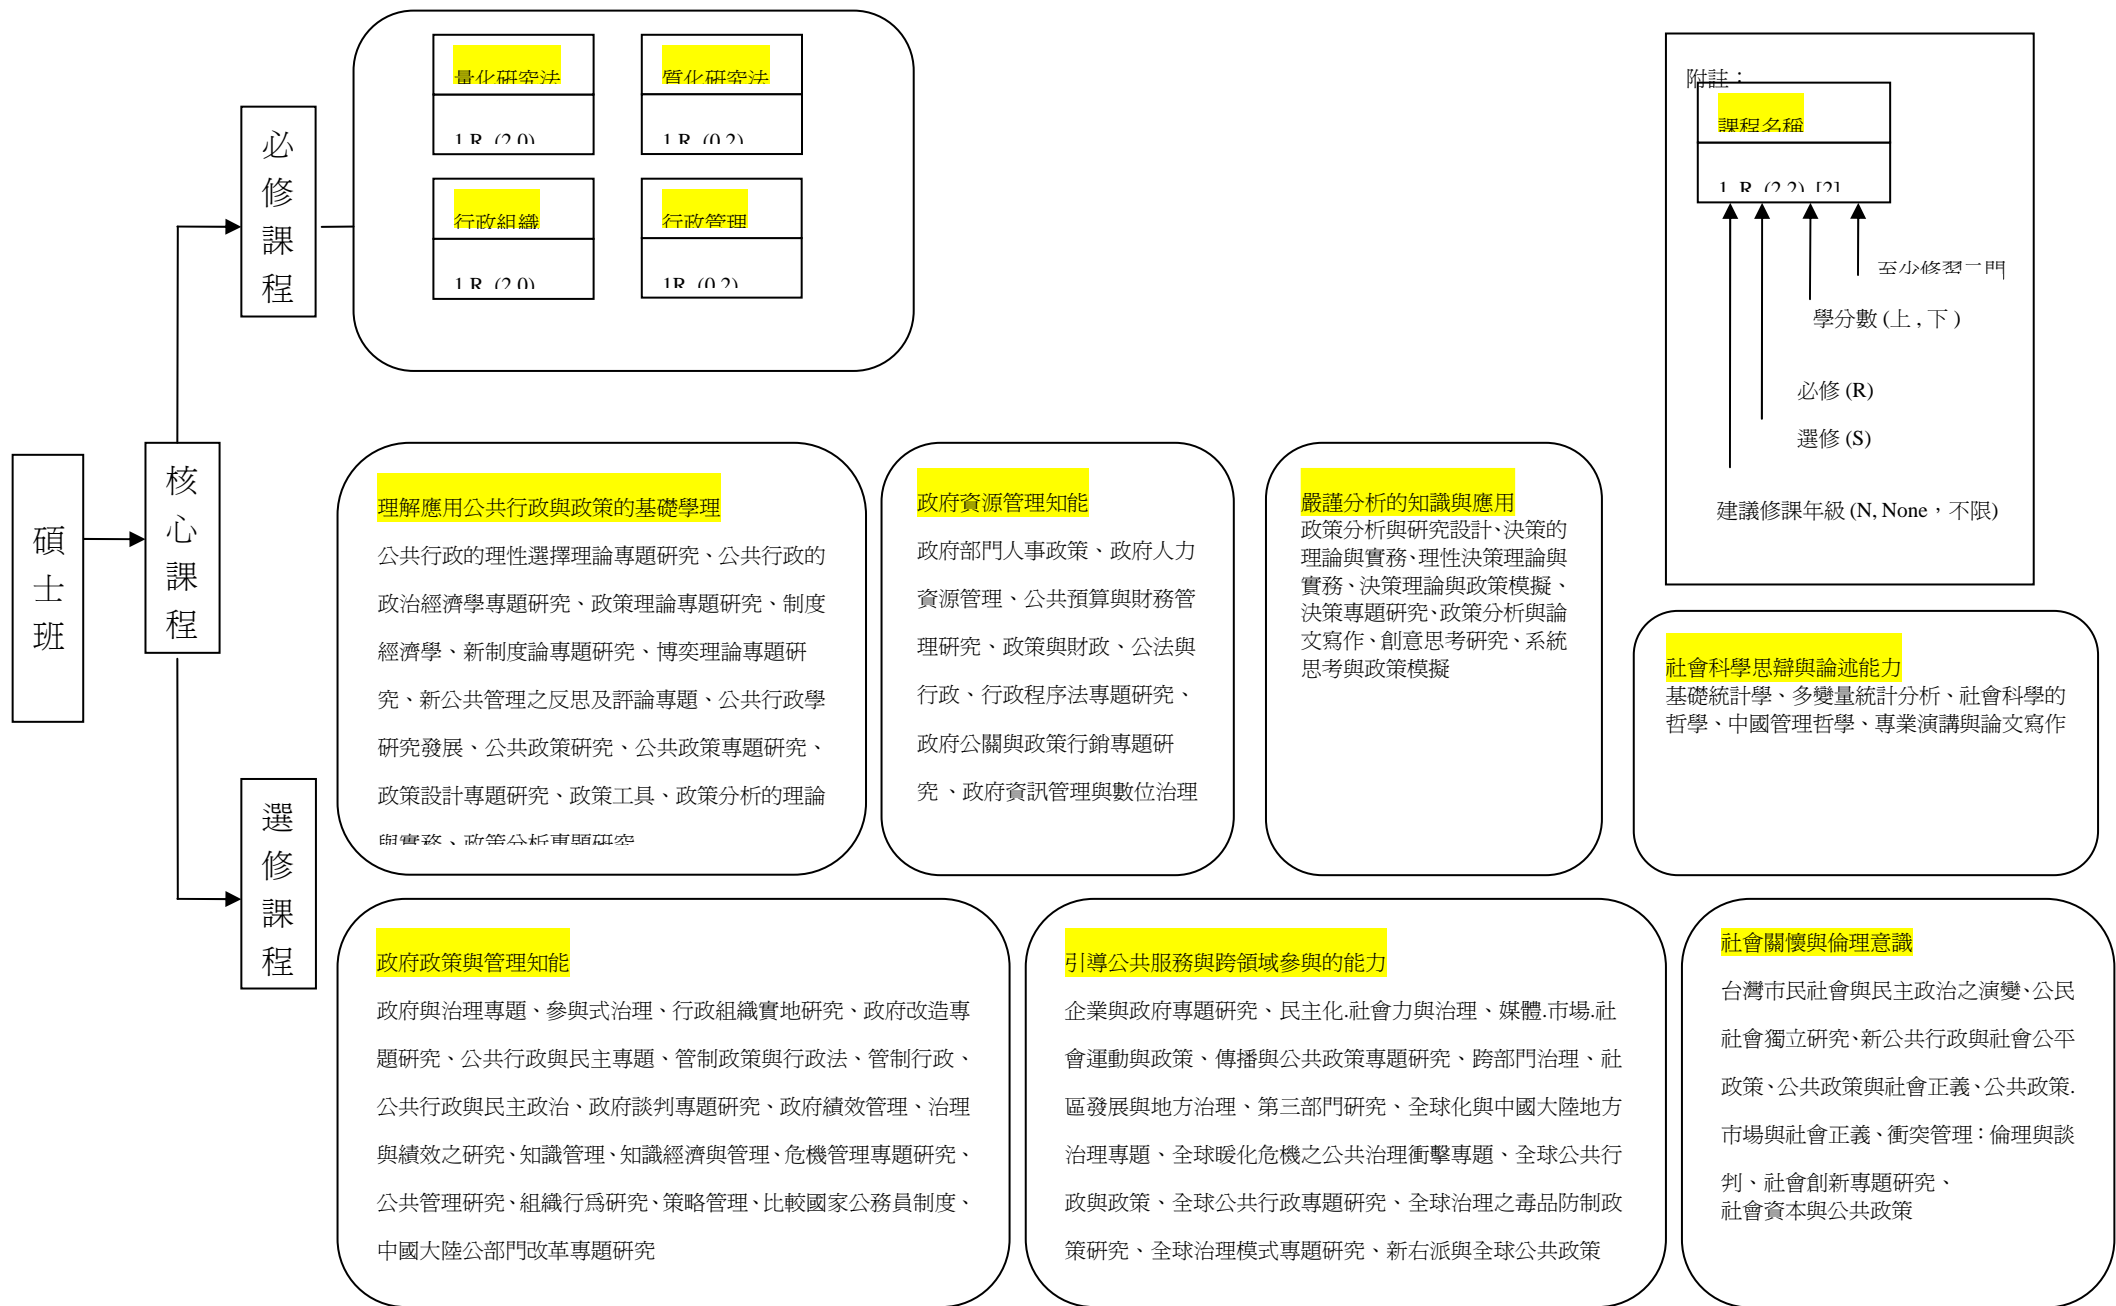 量化研究法
1 R (2,0)
質化研究法
1 R (0,2)
行政組織
1 R (2,0)
行政管理
1R (0,2)
附註：
課程名稱
1 R (2,2) [2]
至少修習二門
學分數 (上 , 下 )
必修 (R)
選修 (S)
建議修課年級 (N, None，不限)
必修課程
碩士班
核心課程
選修課程
理解應用公共行政與政策的基礎學理
公共行政的理性選擇理論專題研究、公共行政的
政治經濟學專題研究、政策理論專題研究、制度
經濟學、新制度論專題研究、博奕理論專題研
究、新公共管理之反思及評論專題、公共行政學
研究發展、公共政策研究、公共政策專題研究、
政策設計專題研究、政策工具、政策分析的理論
與實務、政策分析專題研究
政府資源管理知能
政府部門人事政策、政府人力
資源管理、公共預算與財務管
理研究、政策與財政、公法與
行政、行政程序法專題研究、
政府公關與政策行銷專題研
究 、政府資訊管理與數位治理
嚴謹分析的知識與應用
政策分析與研究設計、決策的
理論與實務、理性決策理論與
實務、決策理論與政策模擬、
決策專題研究、政策分析與論
文寫作、創意思考研究、系統
思考與政策模擬
社會科學思辯與論述能力
基礎統計學、多變量統計分析、社會科學的
哲學、中國管理哲學、專業演講與論文寫作
政府政策與管理知能
政府與治理專題、參與式治理、行政組織實地研究、政府改造專
題研究、公共行政與民主專題、管制政策與行政法、管制行政、
公共行政與民主政治、政府談判專題研究、政府績效管理、治理
與績效之研究、知識管理、知識經濟與管理、危機管理專題研究、
公共管理研究、組織行為研究、策略管理、比較國家公務員制度、
中國大陸公部門改革專題研究
引導公共服務與跨領域參與的能力
企業與政府專題研究、民主化.社會力與治理、媒體.市場.社
會運動與政策、傳播與公共政策專題研究、跨部門治理、社
區發展與地方治理、第三部門研究、全球化與中國大陸地方
治理專題、全球暖化危機之公共治理衝擊專題、全球公共行
政與政策、全球公共行政專題研究、全球治理之毒品防制政
策研究、全球治理模式專題研究、新右派與全球公共政策
社會關懷與倫理意識
台灣市民社會與民主政治之演變、公民
社會獨立研究、新公共行政與社會公平
政策、公共政策與社會正義、公共政策.
市場與社會正義、衝突管理：倫理與談
判、社會創新專題研究、
社會資本與公共政策